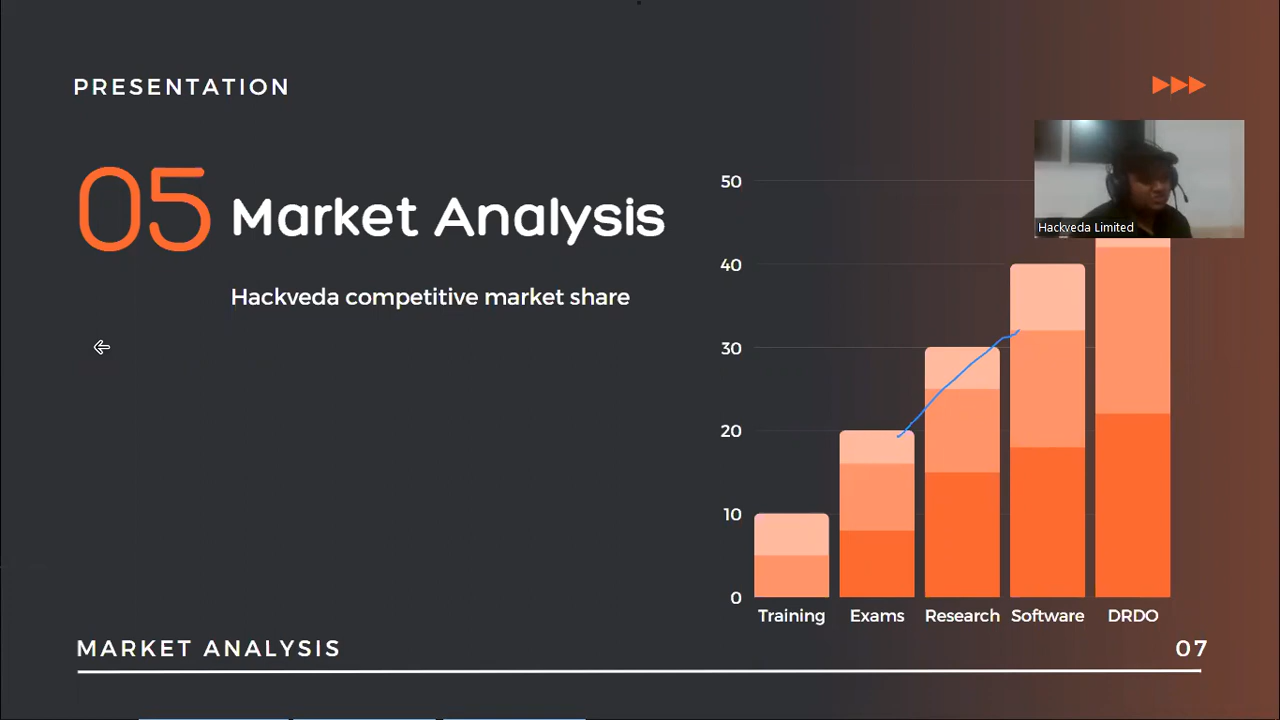 PRESENTATION
05 Market Analysis
Hackveda competitive market share
Hackveda Limited
50
40
30
20
10
0
Training Exams Research Software DRDO
MARKET ANALYSIS
07